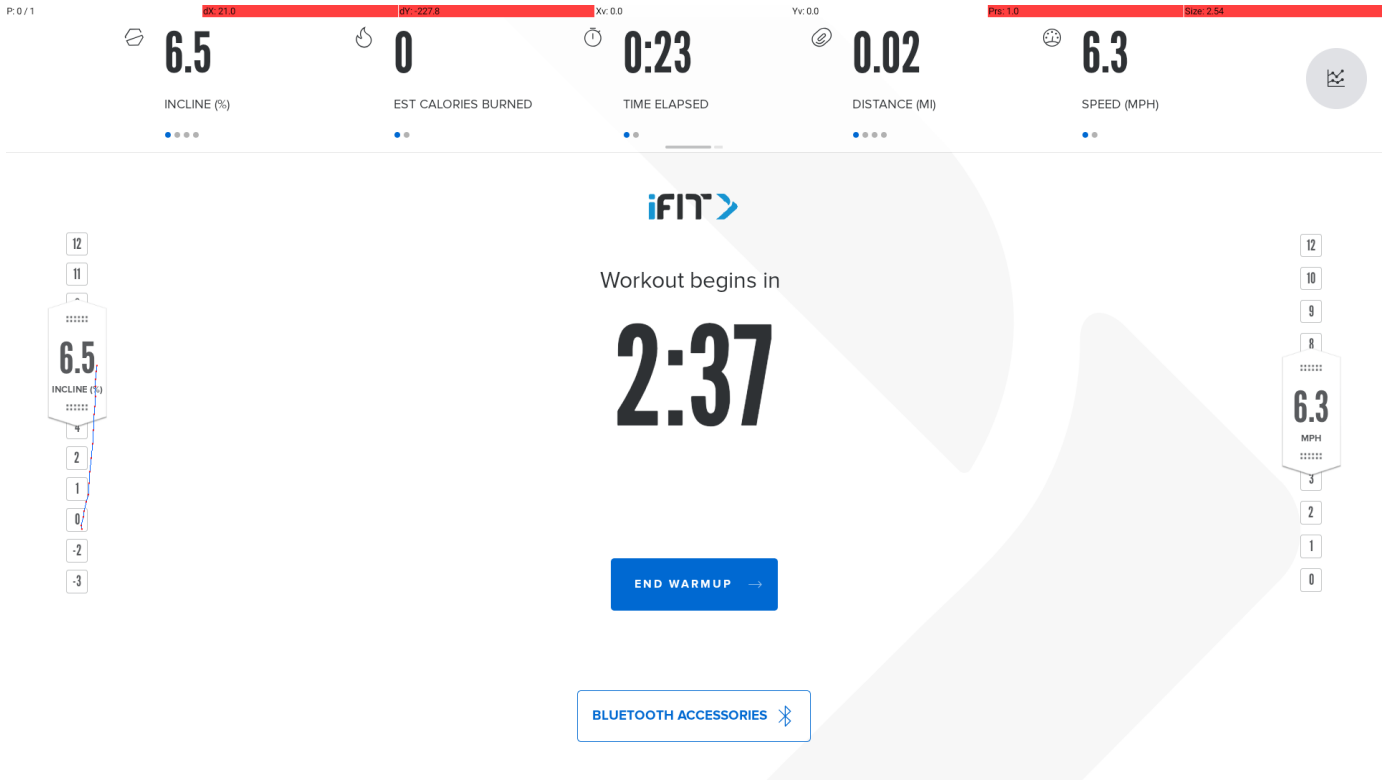 P: 0 / 1 dX: 21.0 dY: -227.8 Xv: 0.0 Yv: 0.0 Prs: 1.0 Size: 2.54
6.5 0 0:23 0.02 6.3
INCLINE (%) EST CALORIES BURNED TIME ELAPSED DISTANCE (MI) SPEED (MPH)
iFIT
12
11
6.5
INCLINE (%)
4
2
1
0
-2
-3
Workout begins in
2:37
END WARMUP →
BLUETOOTH ACCESSORIES
12
10
9
8
6.3
MPH
3
2
1
0